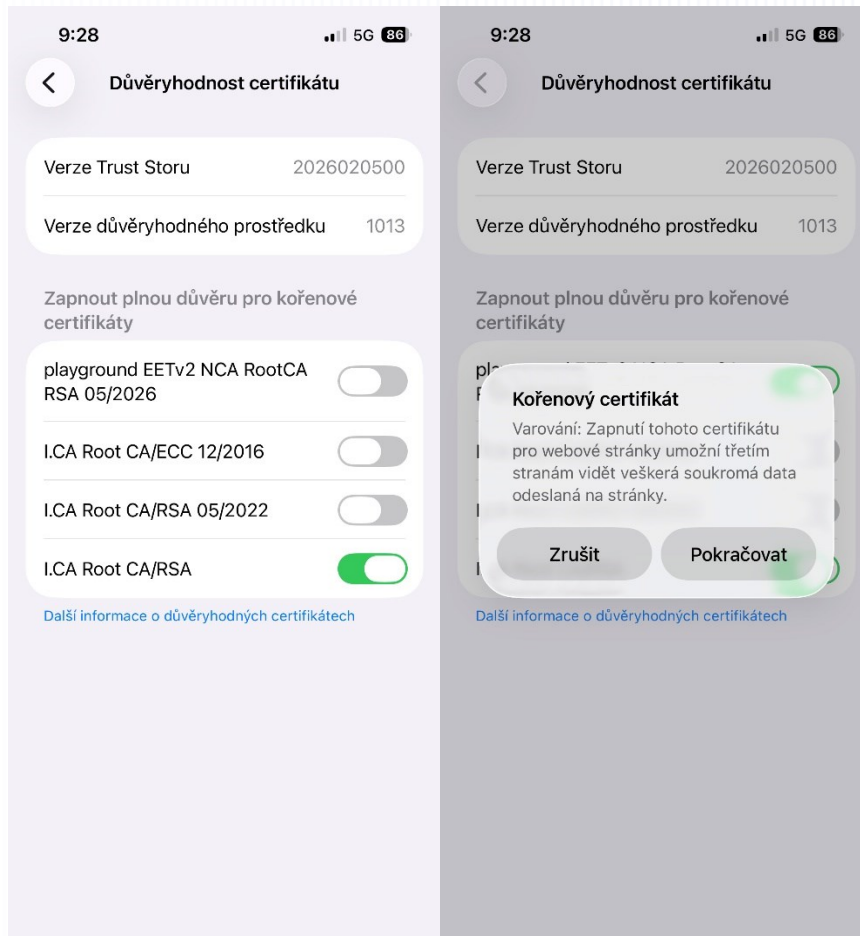 9:28
5G 86
Důvěryhodnost certifikátu
Verze Trust Storu 2026020500
Verze důvěryhodného prostředku 1013
Zapnout plnou důvěru pro kořenové
certifikáty
playground EETv2 NCA RootCA
RSA 05/2026
I.CA Root CA/ECC 12/2016
I.CA Root CA/RSA 05/2022
I.CA Root CA/RSA
Další informace o důvěryhodných certifikátech
9:28
5G 86
Důvěryhodnost certifikátu
Verze Trust Storu 2026020500
Verze důvěryhodného prostředku 1013
Zapnout plnou důvěru pro kořenové
certifikáty
Kořenový certifikát
Varování: Zapnutí tohoto certifikátu
pro webové stránky umožní třetím
stranám vidět veškerá soukromá data
odeslaná na stránky.
Zrušit Pokračovat
Další informace o důvěryhodných certifikátech